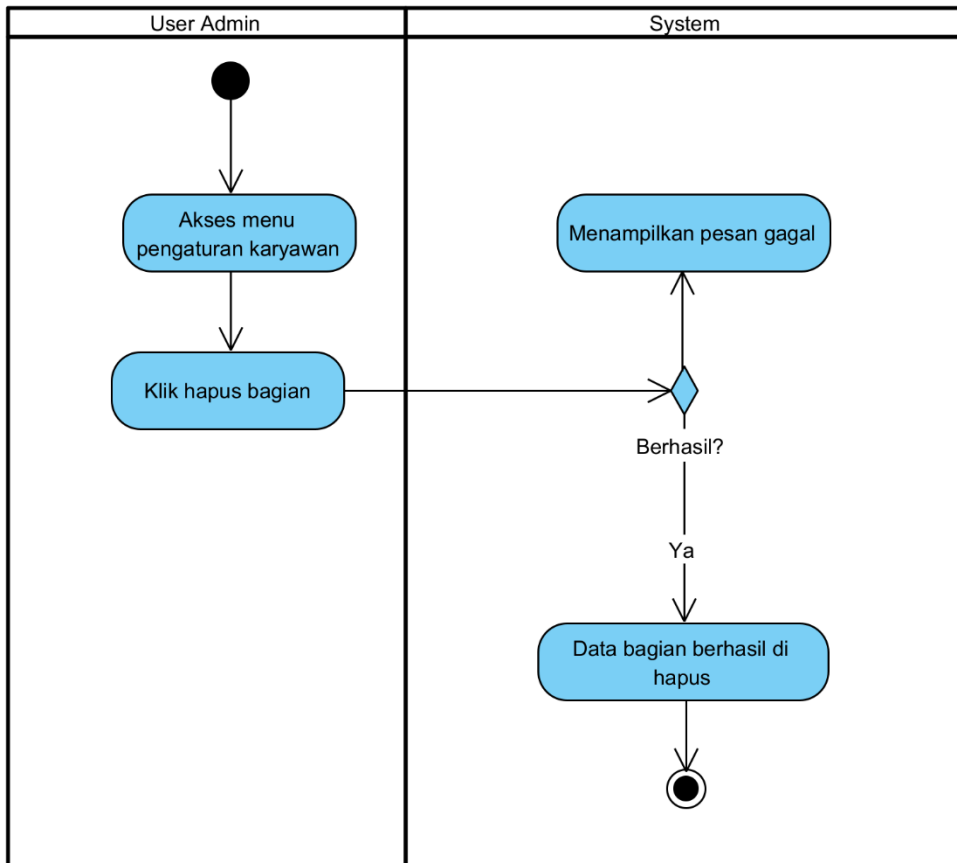 User Admin
System
Akses menu
pengaturan karyawan
Menampilkan pesan gagal
Klik hapus bagian
Berhasil?
Ya
Data bagian berhasil di
hapus